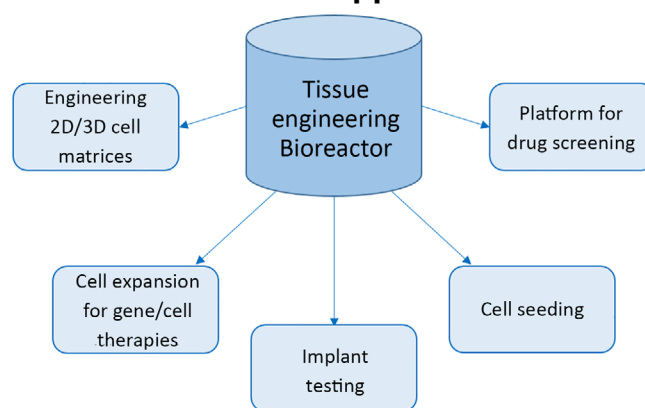 Tissue
engineering
Bioreactor
Engineering
2D/3D cell
matrices
Platform for
drug screening
Cell expansion
for gene/cell
therapies
Cell seeding
Implant
testing